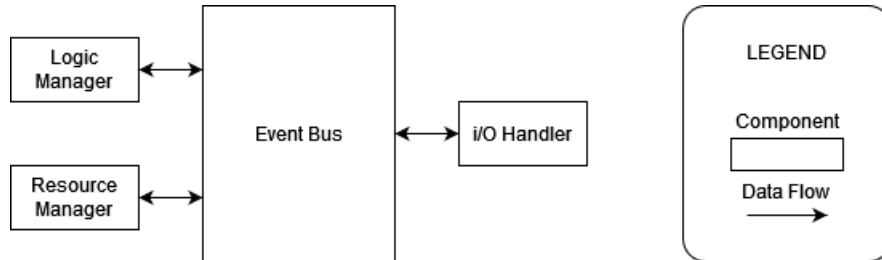 Logic
Manager
Event Bus
i/O Handler
Resource
Manager
LEGEND
Component
Data Flow